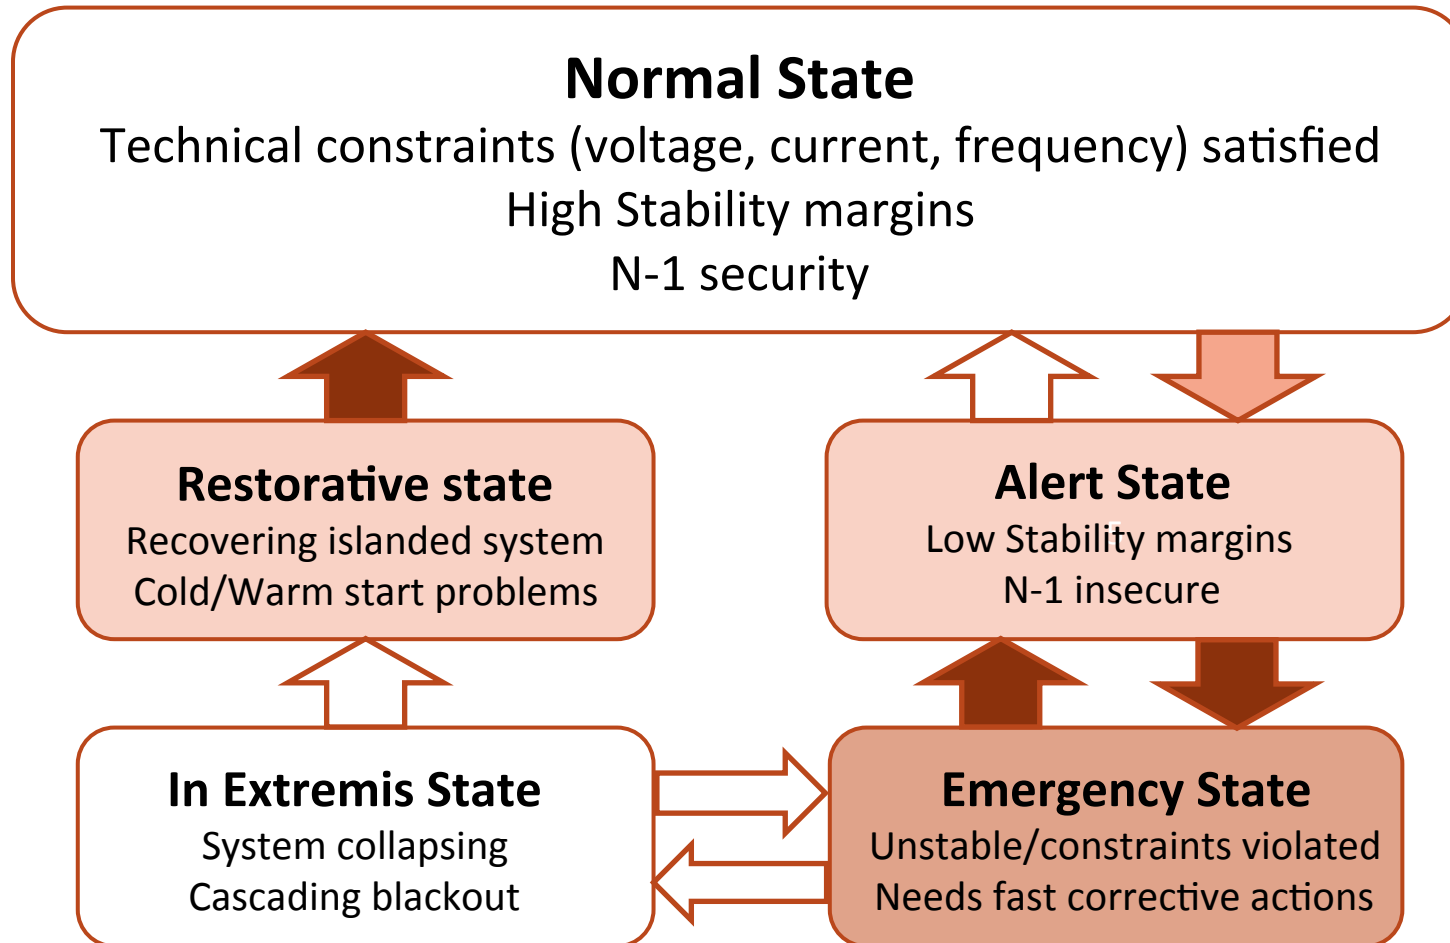 Normal State
Technical constraints (voltage, current, frequency) satisfied
High Stability margins
N-1 security
Restorative state
Recovering islanded system
Cold/Warm start problems
Alert State
Low Stability margins
N-1 insecure
In Extremis State
System collapsing
Cascading blackout
Emergency State
Unstable/constraints violated
Needs fast corrective actions